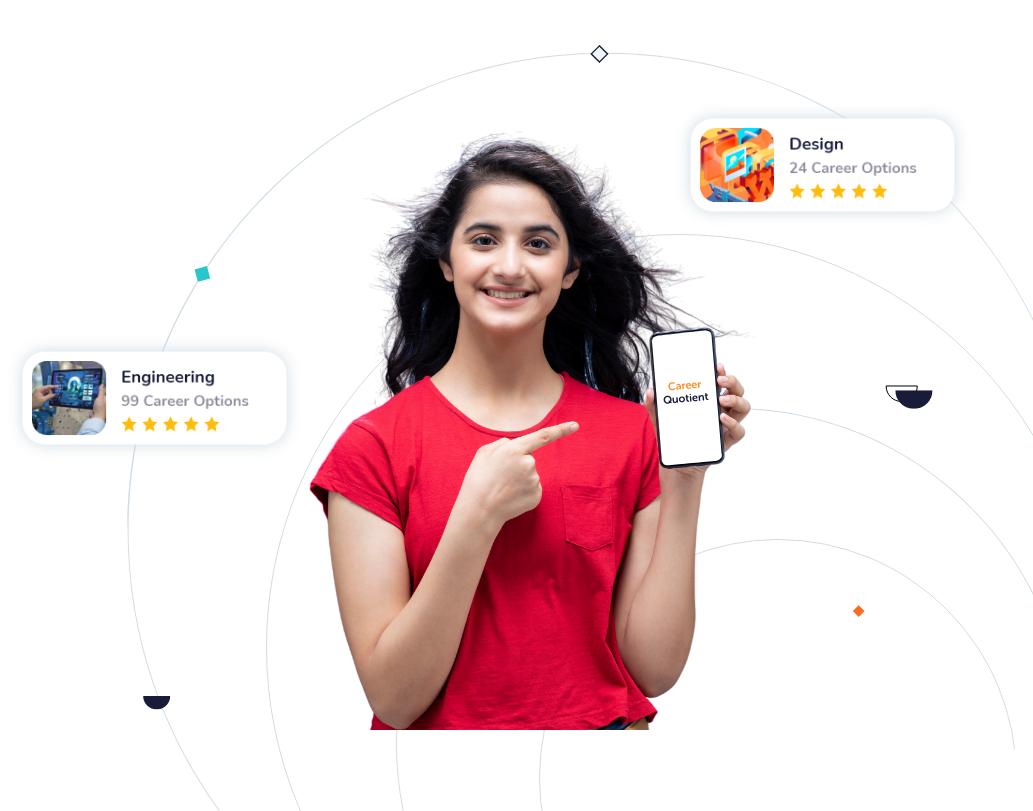 Design
24 Career Options
Engineering
99 Career Options
Career
Quotient